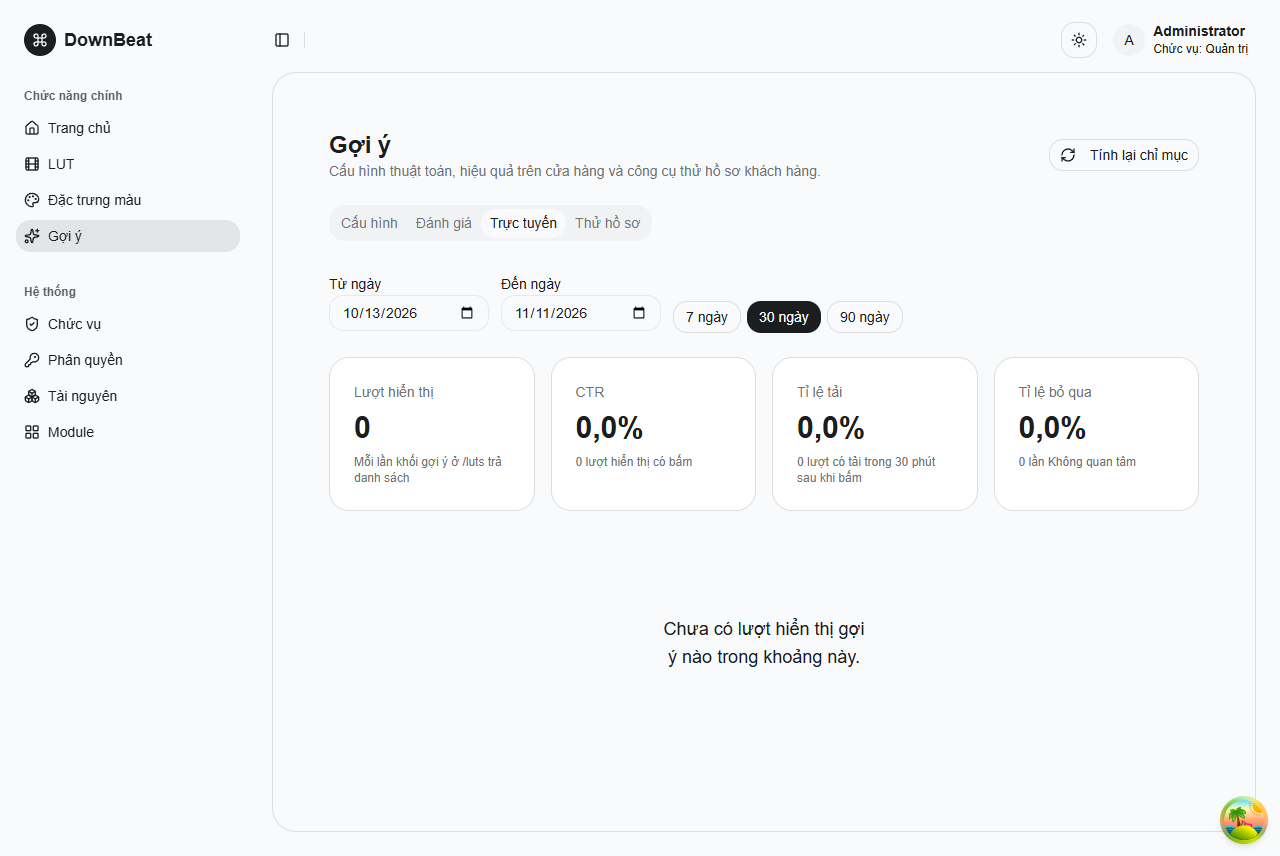 DownBeat
Administrator
A
Chức vụ: Quản trị
Chức năng chính
Trang chủ
LUT
Đặc trưng màu
Gợi ý
Hệ thống
Chức vụ
Phân quyền
Tài nguyên
Module
Gợi ý
Cấu hình thuật toán, hiệu quả trên cửa hàng và công cụ thử hồ sơ khách hàng.
Tính lại chỉ mục
Cấu hình Đánh giá Trực tuyến Thử hồ sơ
Từ ngày Đến ngày
10/13/2026 11/11/2026 7 ngày 30 ngày 90 ngày
Lượt hiển thị
0
Mỗi lần khối gợi ý ở /luts trả
danh sách
CTR
0,0%
0 lượt hiển thị có bấm
Tỉ lệ tải
0,0%
0 lượt có tải trong 30 phút
sau khi bấm
Tỉ lệ bỏ qua
0,0%
0 lần Không quan tâm
Chưa có lượt hiển thị gợi
ý nào trong khoảng này.